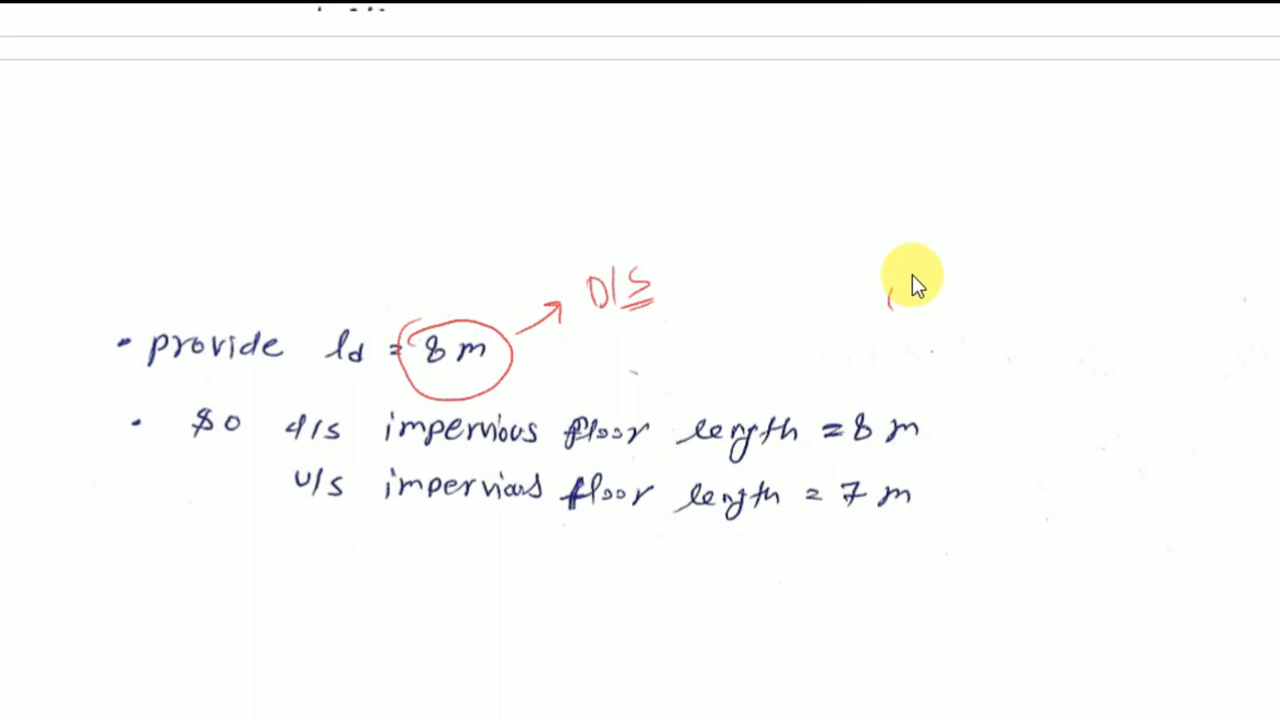 D/S
• provide ld = 8 m
• So d/s impervious floor length = 8 m
u/s impervious floor length = 7 m